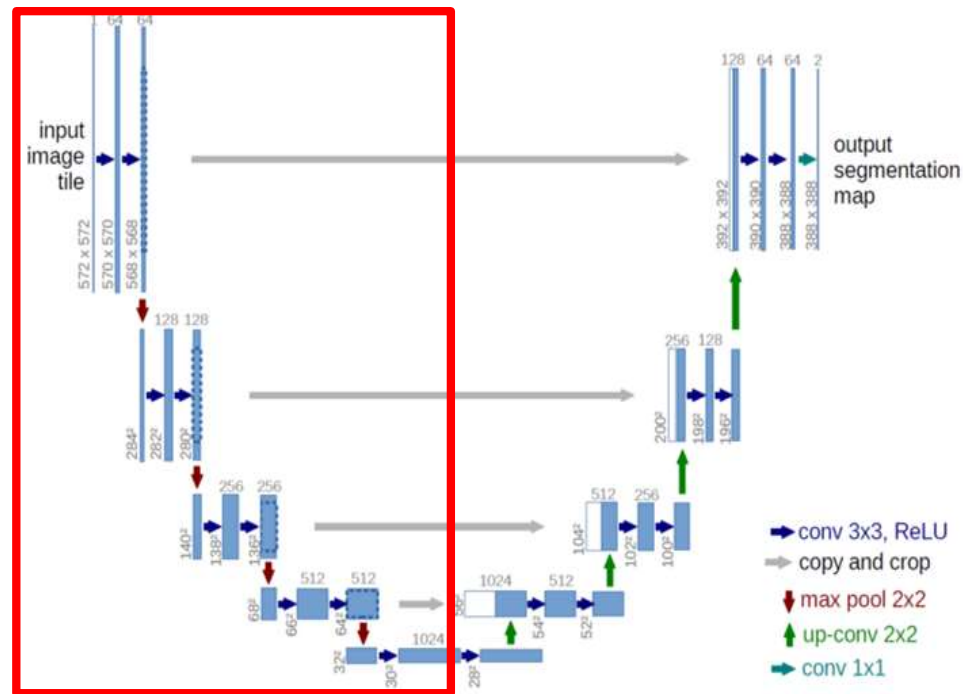 1 64 64
128 64 64 2
input
image
tile
output
segmentation
map
572 x 572
570 x 570
568 x 568
392 x 392
390 x 390
388 x 388
388 x 388
128 128
256 128
284²
282²
280²
200²
198²
196²
256 256
512 256
140²
138²
136²
104²
102²
100²
512 512
1024 512
68²
66²
64²
56²
54²
52²
1024
32²
30²
28²
conv 3x3, ReLU
copy and crop
max pool 2x2
up-conv 2x2
conv 1x1